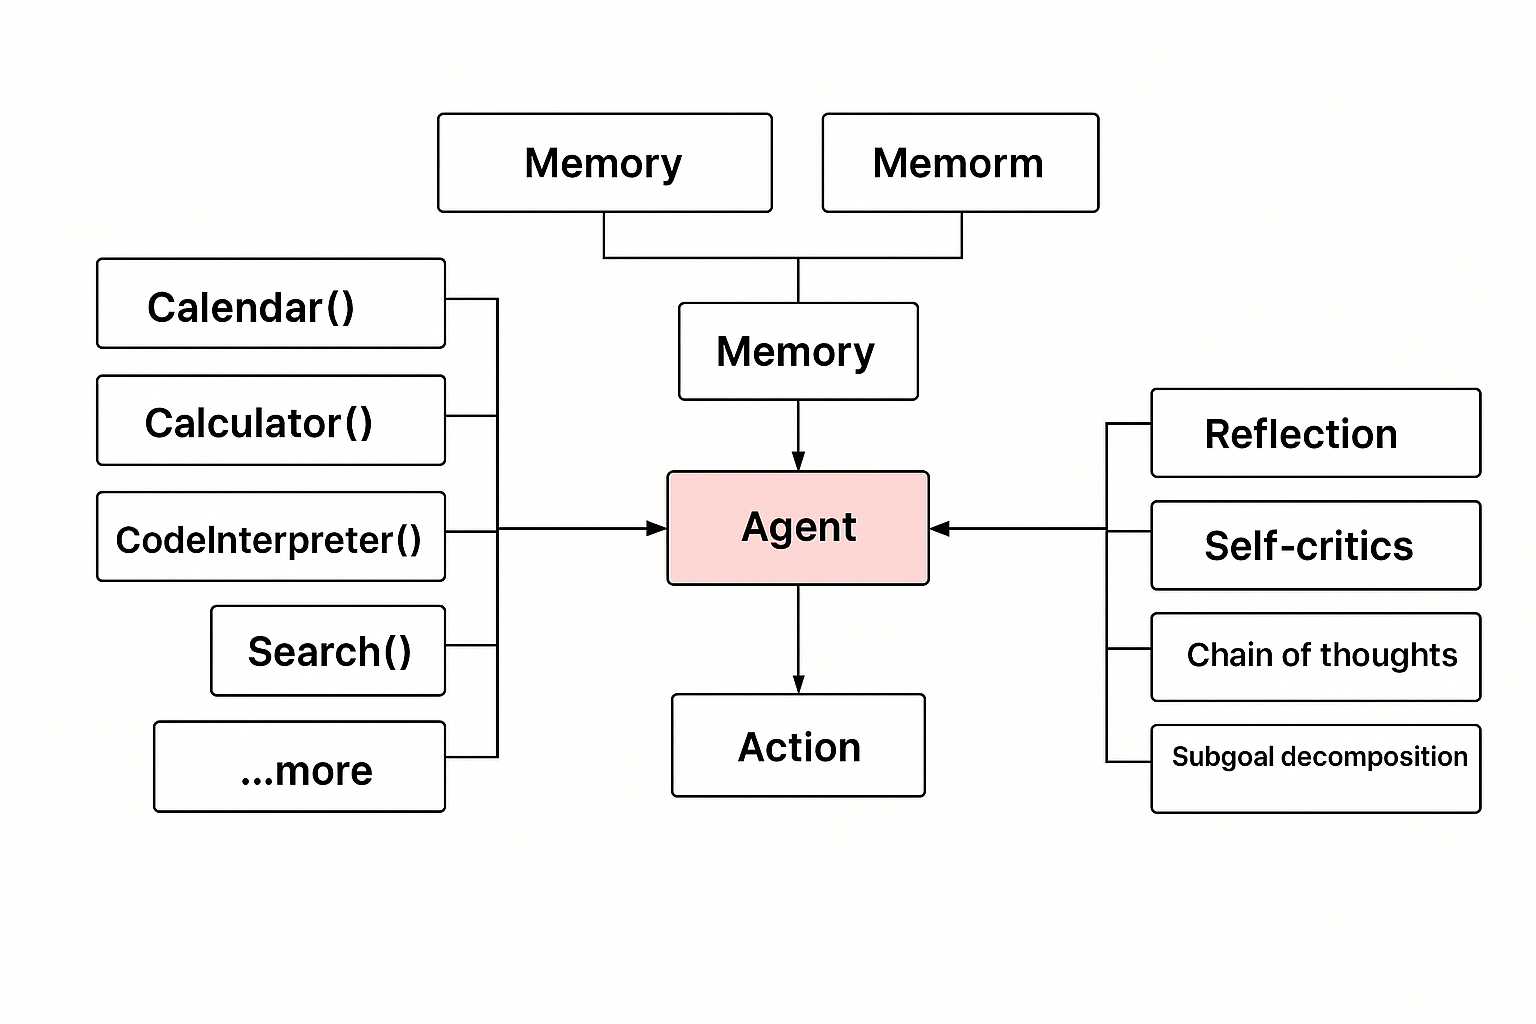 Memory
Memorm
Calendar()
Calculator()
CodeInterpreter()
Search()
...more
Memory
Agent
Action
Reflection
Self-critics
Chain of thoughts
Subgoal decomposition